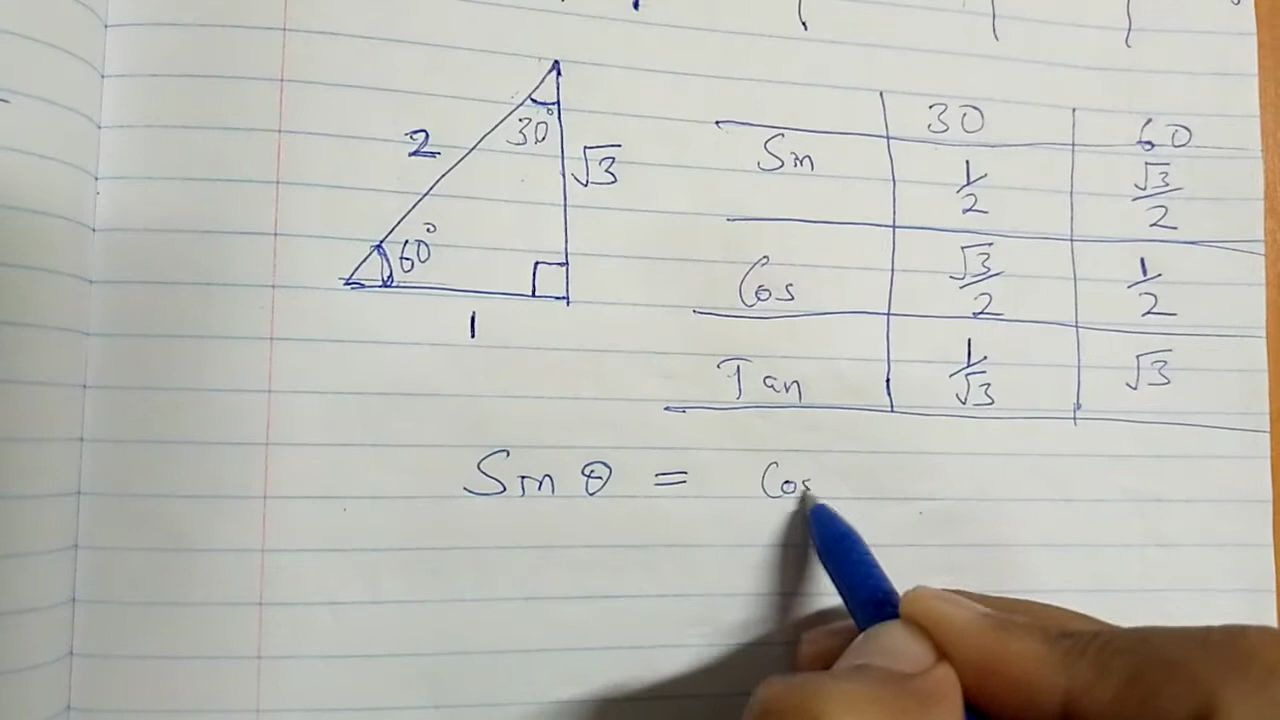 30°
2
√3
60°
1
30 60
Sin 1/2 √3/2
Cos √3/2 1/2
Tan 1/√3 √3
Sin θ = Cos